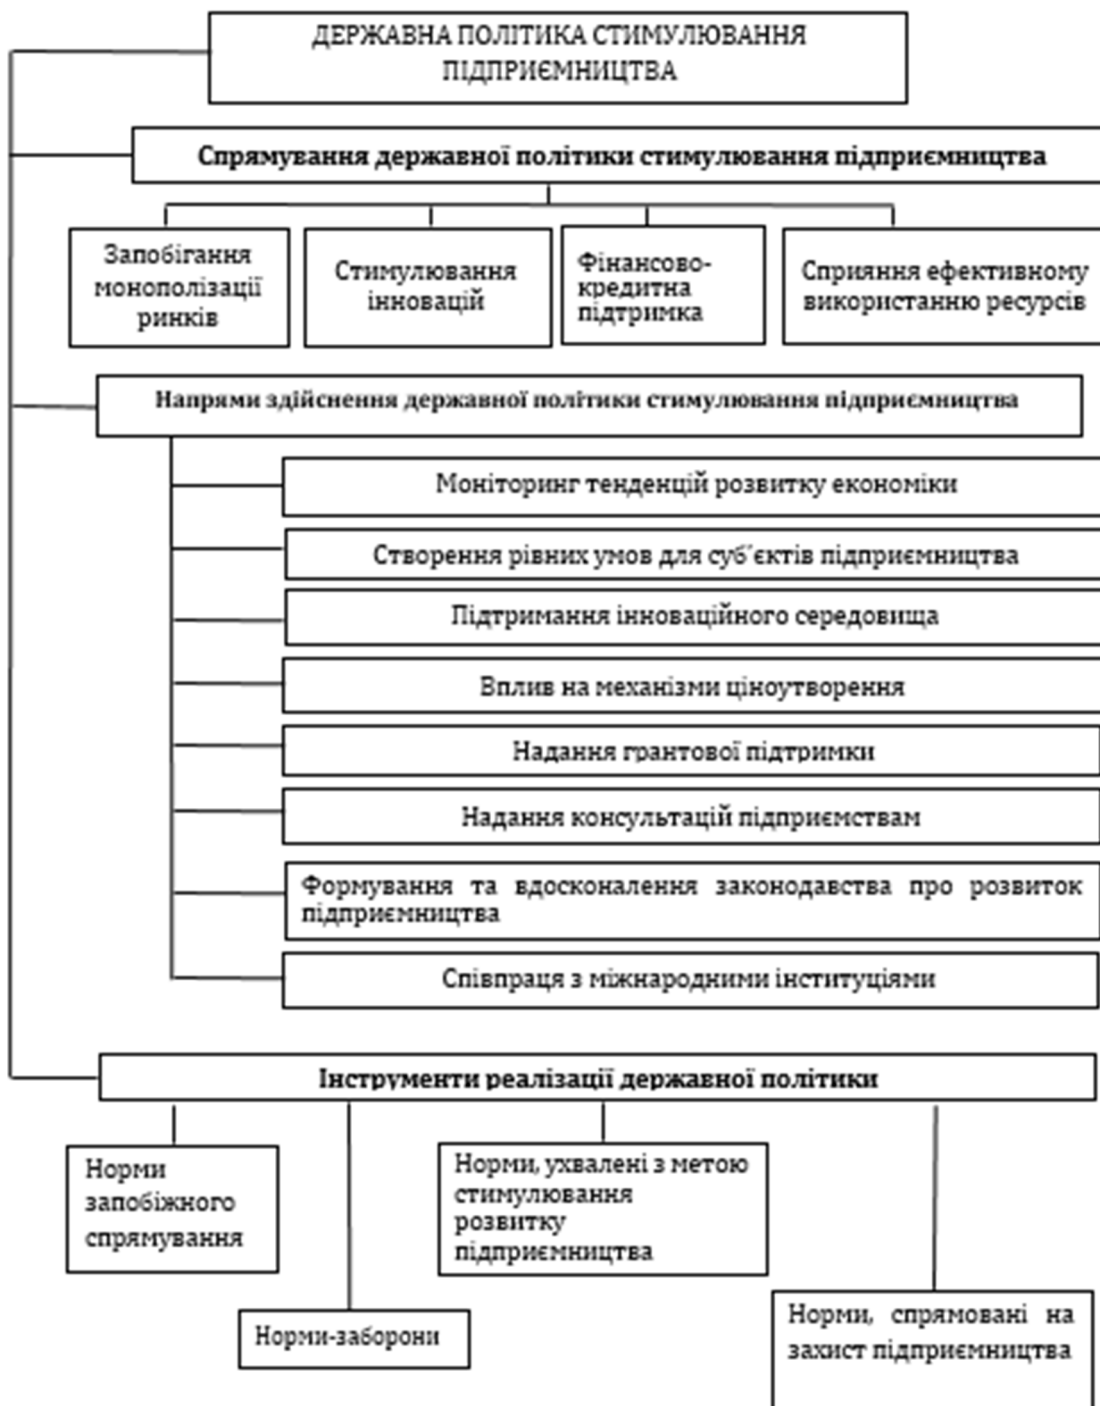 ДЕРЖАВНА ПОЛІТИКА СТИМУЛЮВАННЯ
ПІДПРИЄМНИЦТВА
Спрямування державної політики стимулювання підприємництва
Запобігання
монополізації
ринків
Стимулювання
інновацій
Фінансово-
кредитна
підтримка
Сприяння ефективному
використанню ресурсів
Напрями здійснення державної політики стимулювання підприємництва
Моніторинг тенденцій розвитку економіки
Створення рівних умов для суб´єктів підприємництва
Підтримання інноваційного середовища
Вплив на механізми ціноутворення
Надання грантової підтримки
Надання консультацій підприємствам
Формування та вдосконалення законодавства про розвиток
підприємництва
Співпраця з міжнародними інституціями
Інструменти реалізації державної політики
Норми
запобіжного
спрямування
Норми-заборони
Норми, ухвалені з метою
стимулювання
розвитку
підприємництва
Норми, спрямовані на
захист підприємництва